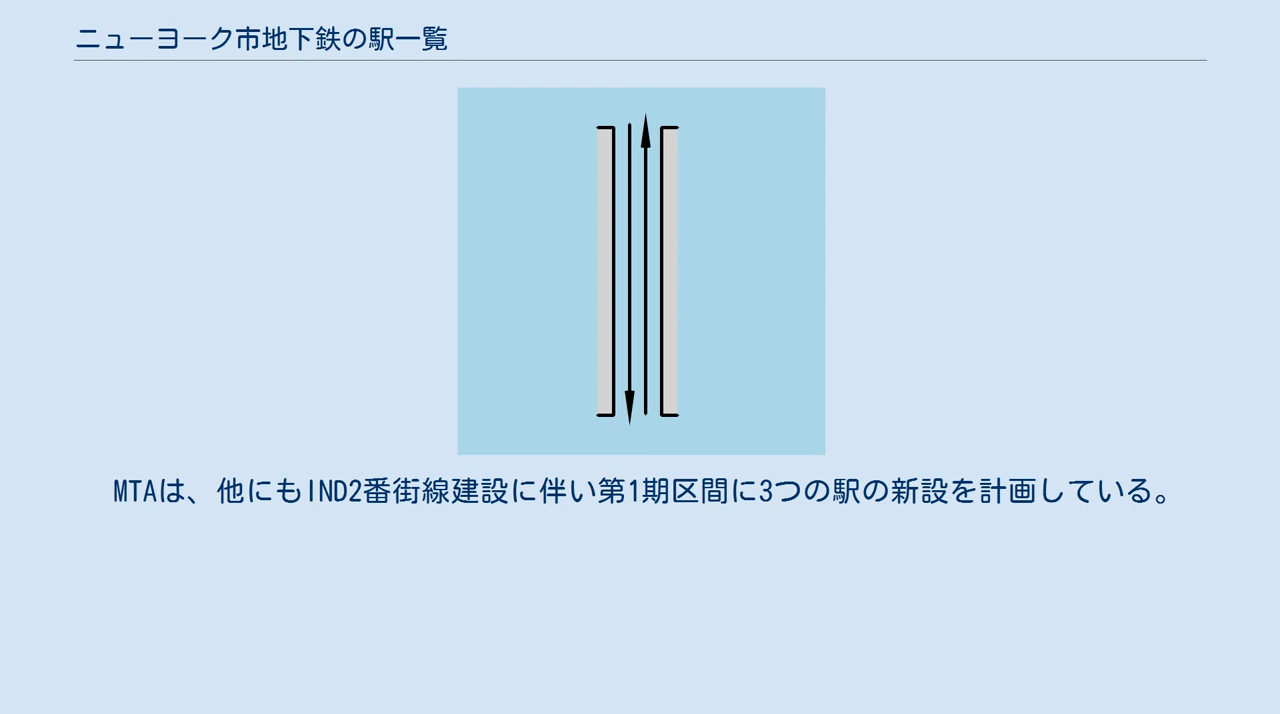 ニューヨーク市地下鉄の駅一覧
MTAは、他にもIND2番街線建設に伴い第1期区間に3つの駅の新設を計画している。